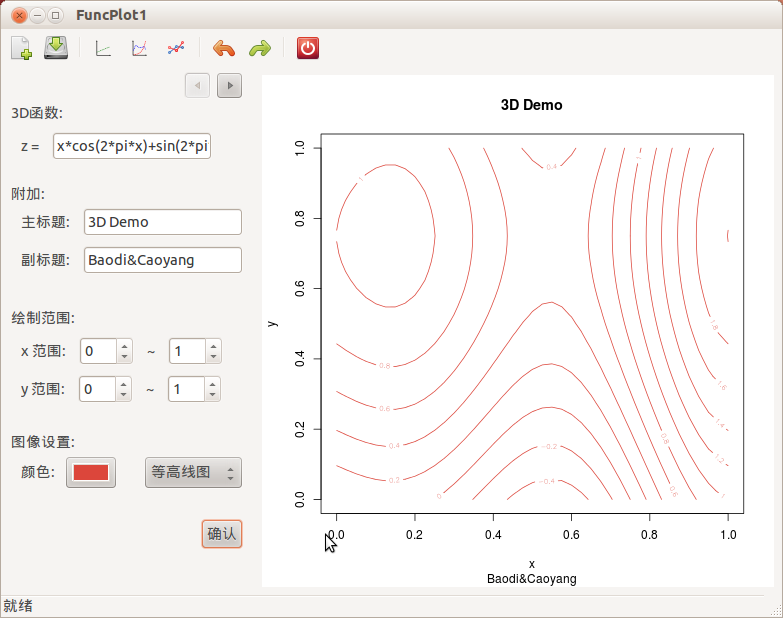 FuncPlot1
3D函数:
z = x*cos(2*pi*x)+sin(2*pi
附加:
主标题: 3D Demo
副标题: Baodi&Caoyang
绘制范围:
x 范围: 0 ~ 1
y 范围: 0 ~ 1
图像设置:
颜色: 等高线图
确认
就绪
3D Demo
1.0
0.8
0.6
0.4
0.2
0.0
y
0.0 0.2 0.4 0.6 0.8 1.0
x
Baodi&Caoyang
1
0.4
1
1.8
0.8
1.6
0.6
1.4
0.4
−0.2
0.8
1.2
0.2
−0.4
0
0.6
1